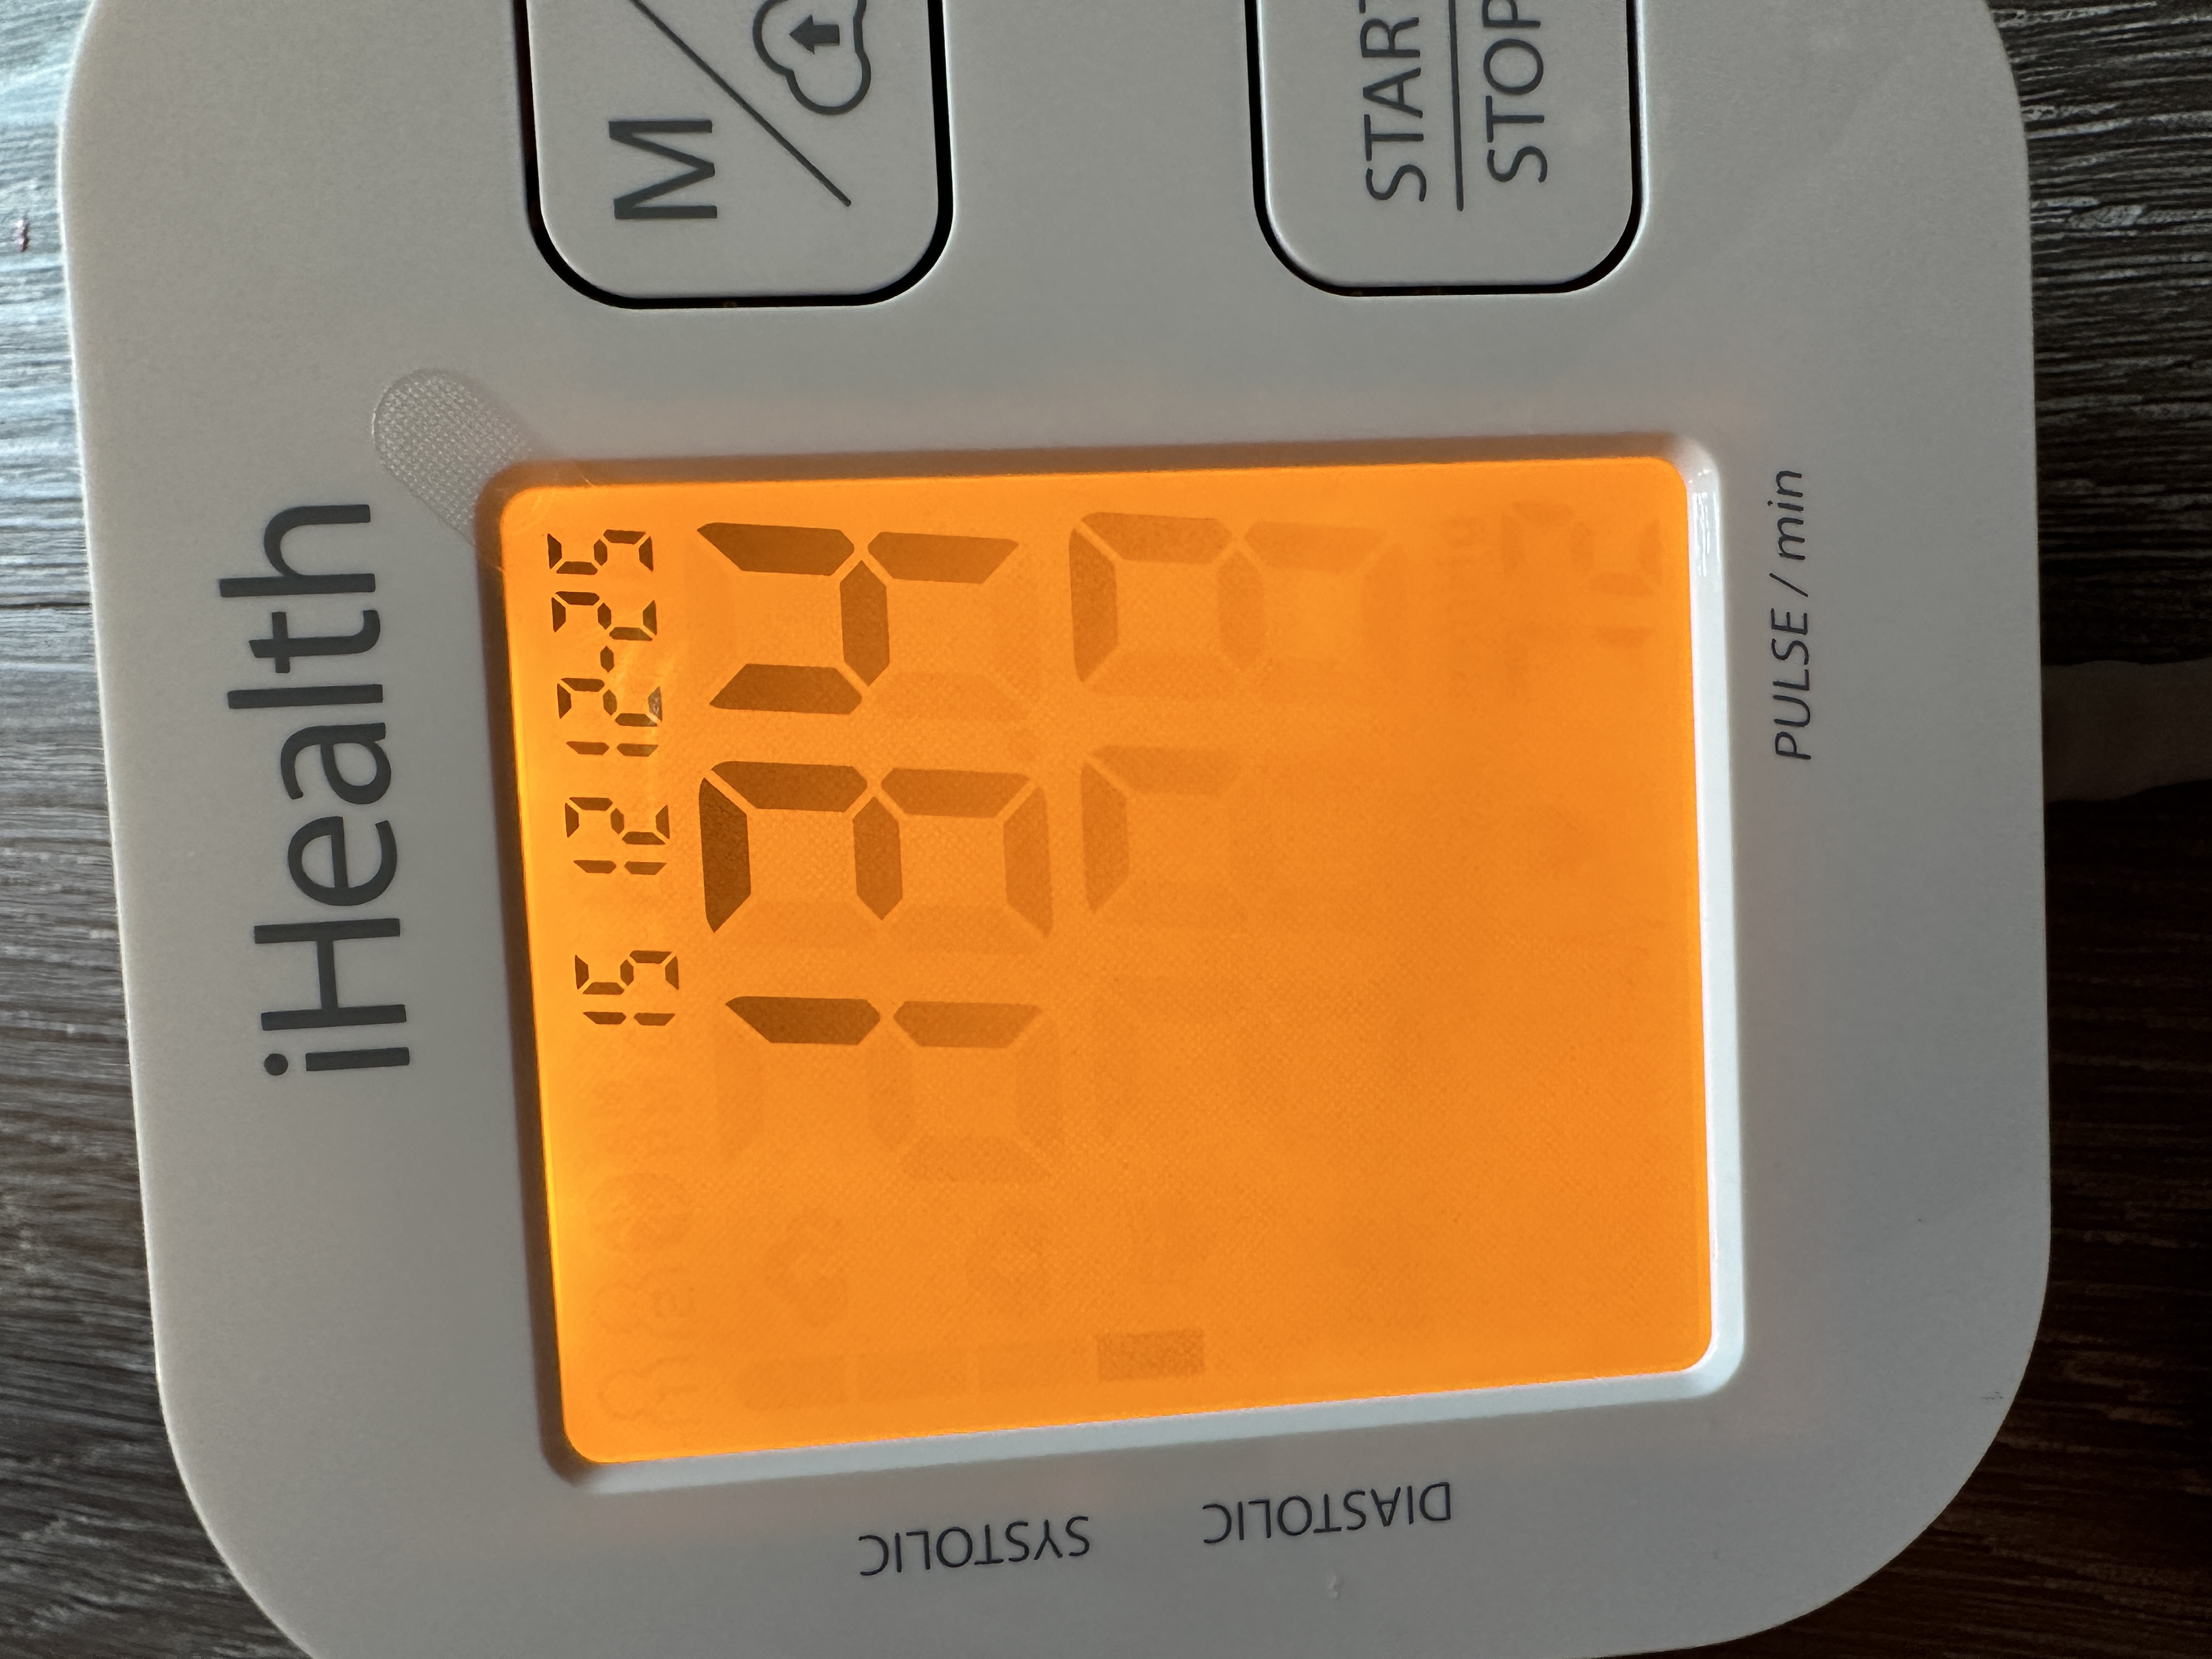 iHealth
15 12 12-25
134
SYSTOLIC
DIASTOLIC
M
START
STOP
PULSE / min